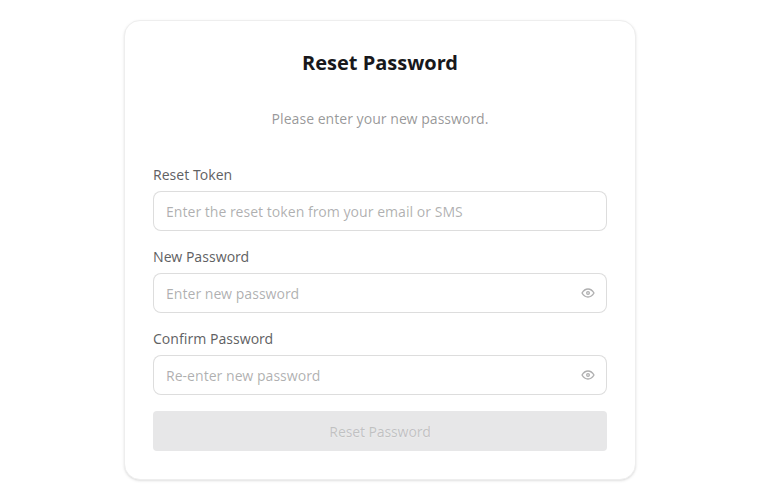 Reset Password
Please enter your new password.
Reset Token
Enter the reset token from your email or SMS
New Password
Enter new password
Confirm Password
Re-enter new password
Reset Password